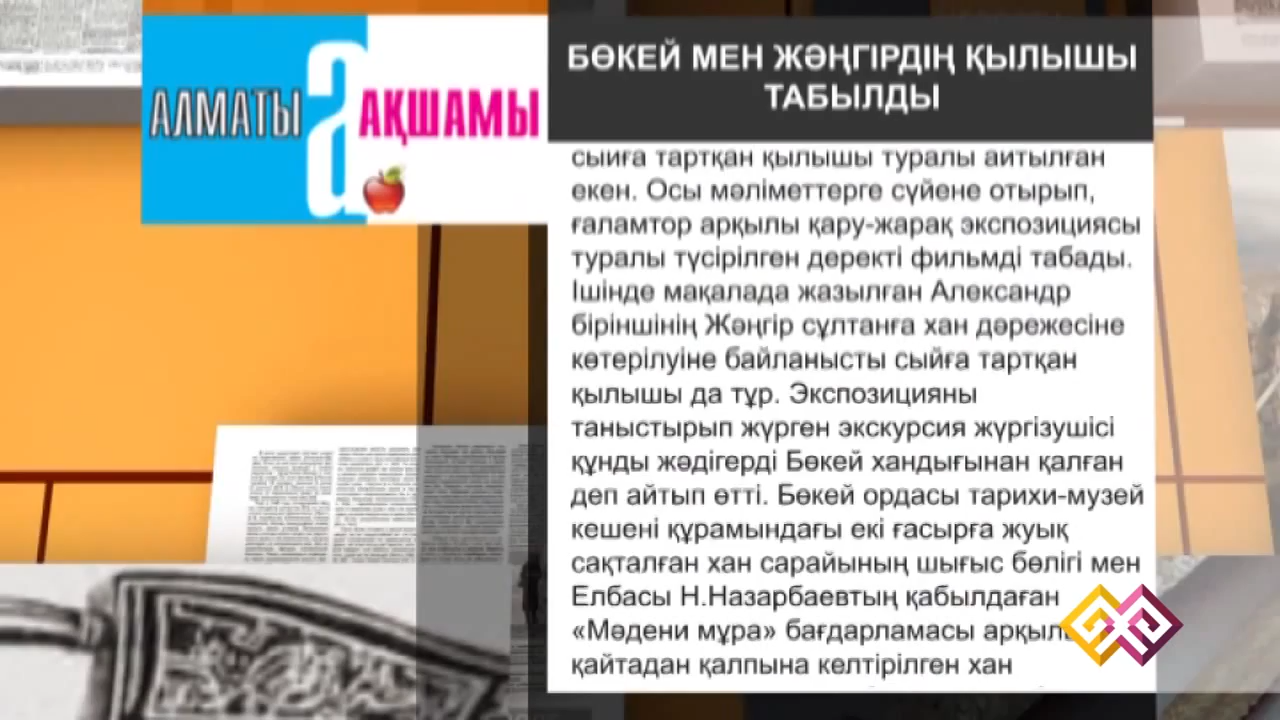 АЛМАТЫ а АҚШАМЫ
БӨКЕЙ МЕН ЖӘҢГІРДІҢ ҚЫЛЫШЫ
ТАБЫЛДЫ
сыйға тартқан қылышы туралы айтылған
екен. Осы мәліметтерге сүйене отырып,
ғаламтор арқылы қару-жарақ экспозициясы
туралы түсірілген деректі фильмді табады.
Ішінде мақалада жазылған Александр
біріншінің Жәңгір сұлтанға хан дәрежесіне
көтерілуіне байланысты сыйға тартқан
қылышы да тұр. Экспозицияны
таныстырып жүрген экскурсия жүргізушісі
құнды жәдігерді Бөкей хандығынан қалған
деп айтып өтті. Бөкей ордасы тарихи-музей
кешені құрамындағы екі ғасырға жуық
сақталған хан сарайының шығыс бөлігі мен
Елбасы Н.Назарбаевтың қабылдаған
«Мәдени мұра» бағдарламасы арқылы
қайтадан қалпына келтірілген хан